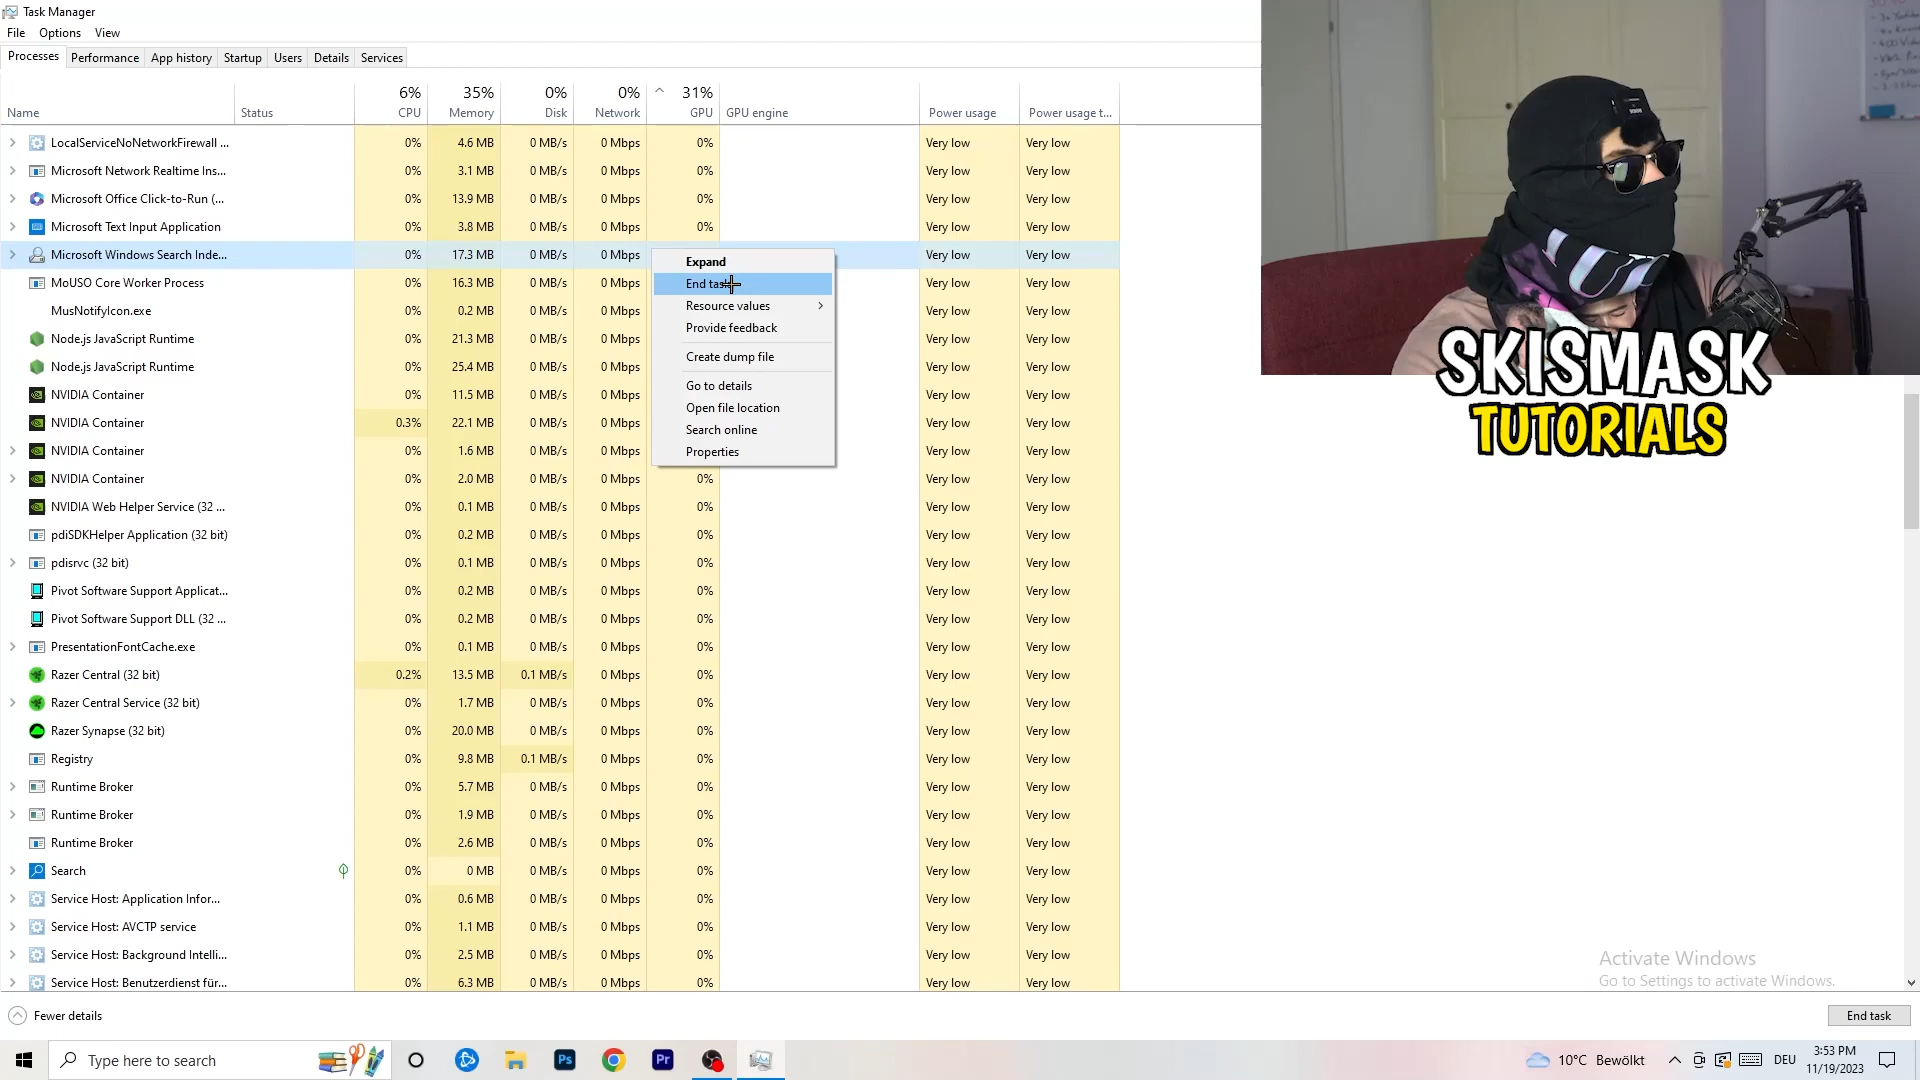 Task Manager
File Options View
Processes Performance App history Startup Users Details Services
6% 35% 0% 0% 31%
Name Status CPU Memory Disk Network GPU GPU engine Power usage Power usage t...
LocalServiceNoNetworkFirewall ... 0% 4.6 MB 0 MB/s 0 Mbps 0% Very low Very low
Microsoft Network Realtime Ins... 0% 3.1 MB 0 MB/s 0 Mbps 0% Very low Very low
Microsoft Office Click-to-Run (... 0% 13.9 MB 0 MB/s 0 Mbps 0% Very low Very low
Microsoft Text Input Application 0% 3.8 MB 0 MB/s 0 Mbps 0% Very low Very low
Microsoft Windows Search Inde... 0% 17.3 MB 0 MB/s 0 Mbps Very low Very low
MoUSO Core Worker Process 0% 16.3 MB 0 MB/s 0 Mbps Very low Very low
MusNotifyIcon.exe 0% 0.2 MB 0 MB/s 0 Mbps Very low Very low
Node.js JavaScript Runtime 0% 21.3 MB 0 MB/s 0 Mbps Very low Very low
Node.js JavaScript Runtime 0% 25.4 MB 0 MB/s 0 Mbps Very low Very low
NVIDIA Container 0% 11.5 MB 0 MB/s 0 Mbps Very low Very low
NVIDIA Container 0.3% 22.1 MB 0 MB/s 0 Mbps Very low Very low
NVIDIA Container 0% 1.6 MB 0 MB/s 0 Mbps Very low Very low
NVIDIA Container 0% 2.0 MB 0 MB/s 0 Mbps 0% Very low Very low
NVIDIA Web Helper Service (32 ... 0% 0.1 MB 0 MB/s 0 Mbps 0% Very low Very low
pdiSDKHelper Application (32 bit) 0% 0.2 MB 0 MB/s 0 Mbps 0% Very low Very low
pdisrvc (32 bit) 0% 0.1 MB 0 MB/s 0 Mbps 0% Very low Very low
Pivot Software Support Applicat... 0% 0.2 MB 0 MB/s 0 Mbps 0% Very low Very low
Pivot Software Support DLL (32 ... 0% 0.2 MB 0 MB/s 0 Mbps 0% Very low Very low
PresentationFontCache.exe 0% 0.1 MB 0 MB/s 0 Mbps 0% Very low Very low
Razer Central (32 bit) 0.2% 13.5 MB 0.1 MB/s 0 Mbps 0% Very low Very low
Razer Central Service (32 bit) 0% 1.7 MB 0 MB/s 0 Mbps 0% Very low Very low
Razer Synapse (32 bit) 0% 20.0 MB 0 MB/s 0 Mbps 0% Very low Very low
Registry 0% 9.8 MB 0.1 MB/s 0 Mbps 0% Very low Very low
Runtime Broker 0% 5.7 MB 0 MB/s 0 Mbps 0% Very low Very low
Runtime Broker 0% 1.9 MB 0 MB/s 0 Mbps 0% Very low Very low
Runtime Broker 0% 2.6 MB 0 MB/s 0 Mbps 0% Very low Very low
Search 0% 0 MB 0 MB/s 0 Mbps 0% Very low Very low
Service Host: Application Infor... 0% 0.6 MB 0 MB/s 0 Mbps 0% Very low Very low
Service Host: AVCTP service 0% 1.1 MB 0 MB/s 0 Mbps 0% Very low Very low
Service Host: Background Intelli... 0% 2.5 MB 0 MB/s 0 Mbps 0% Very low Very low
Service Host: Benutzerdienst für... 0% 6.3 MB 0 MB/s 0 Mbps 0% Very low Very low
Expand
End task
Resource values
Provide feedback
Create dump file
Go to details
Open file location
Search online
Properties
SKISMASK
TUTORIALS
Activate Windows
Go to Settings to activate Windows.
Fewer details End task
Type here to search Ps Pr 10°C Bewölkt DEU 3:53 PM
11/19/2023